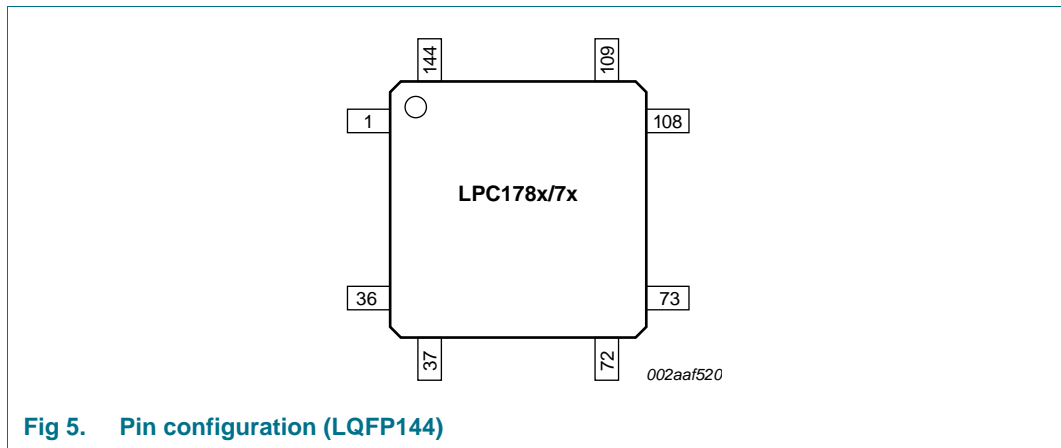 144
109
1
108
LPC178x/7x
36
73
37
72
002aaf520
Fig 5. Pin configuration (LQFP144)